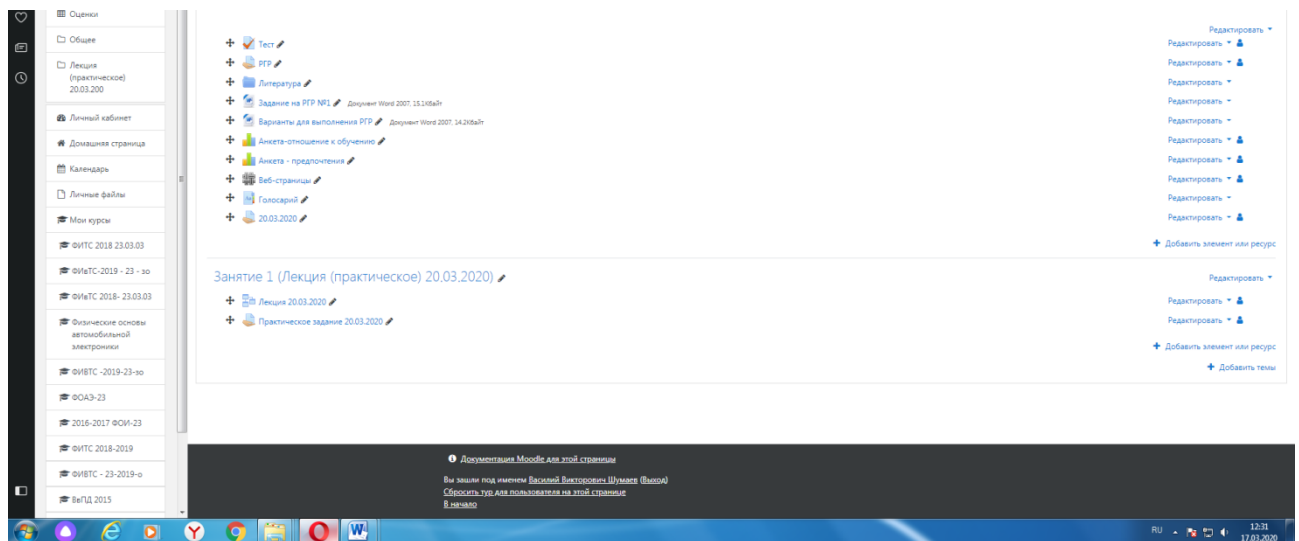 Оценки
Общее
Лекция
(практическое)
20.03.200
Личный кабинет
Домашняя страница
Календарь
Личные файлы
Мои курсы
ФИТС 2018 23.03.03
ФИвТС-2019 - 23 - зо
ФИвТС 2018- 23.03.03
Физические основы
автомобильной
электроники
ФИВТС -2019-23-зо
ФОАЭ-23
2016-2017 ФОИ-23
ФИТС 2018-2019
ФИВТС - 23-2019-о
ВвПД 2015
Редактировать
Тест Редактировать
РГР Редактировать
Литература Редактировать
Задание на РГР №1 Документ Word 2007, 15.1Кбайт Редактировать
Варианты для выполнения РГР Документ Word 2007, 14.2Кбайт Редактировать
Анкета-отношение к обучению Редактировать
Анкета - предпочтения Редактировать
Веб-страницы Редактировать
Голосарий Редактировать
20.03.2020 Редактировать
Добавить элемент или ресурс
Занятие 1 (Лекция (практическое) 20,03,2020) Редактировать
Лекция 20.03.2020 Редактировать
Практическое задание 20.03.2020 Редактировать
Добавить элемент или ресурс
Добавить темы
Документация Moodle для этой страницы
Вы зашли под именем Василий Викторович Шумаев (Выход)
Сбросить тур для пользователя на этой странице
В начало
RU 12:31
17.03.2020